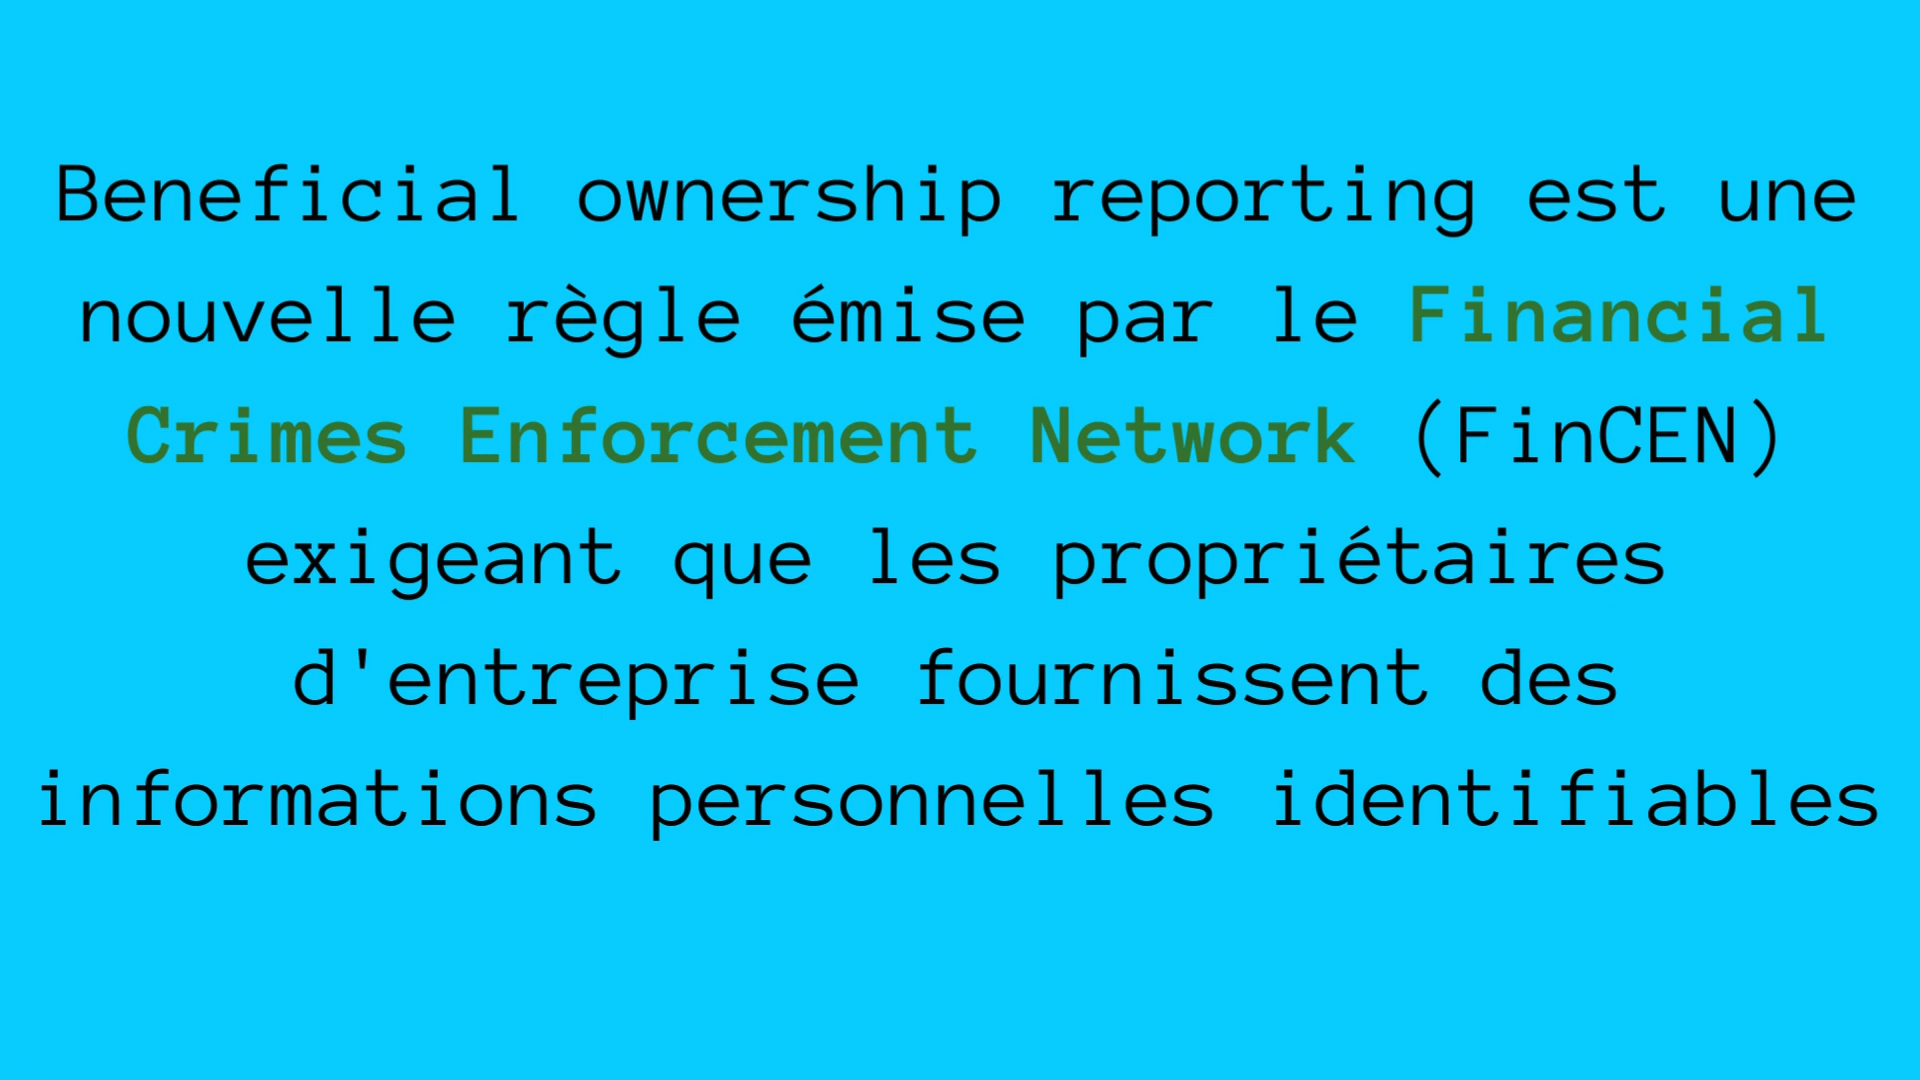 Beneficial ownership reporting est une
nouvelle règle émise par le Financial
Crimes Enforcement Network (FinCEN)
exigeant que les propriétaires
d'entreprise fournissent des
informations personnelles identifiables